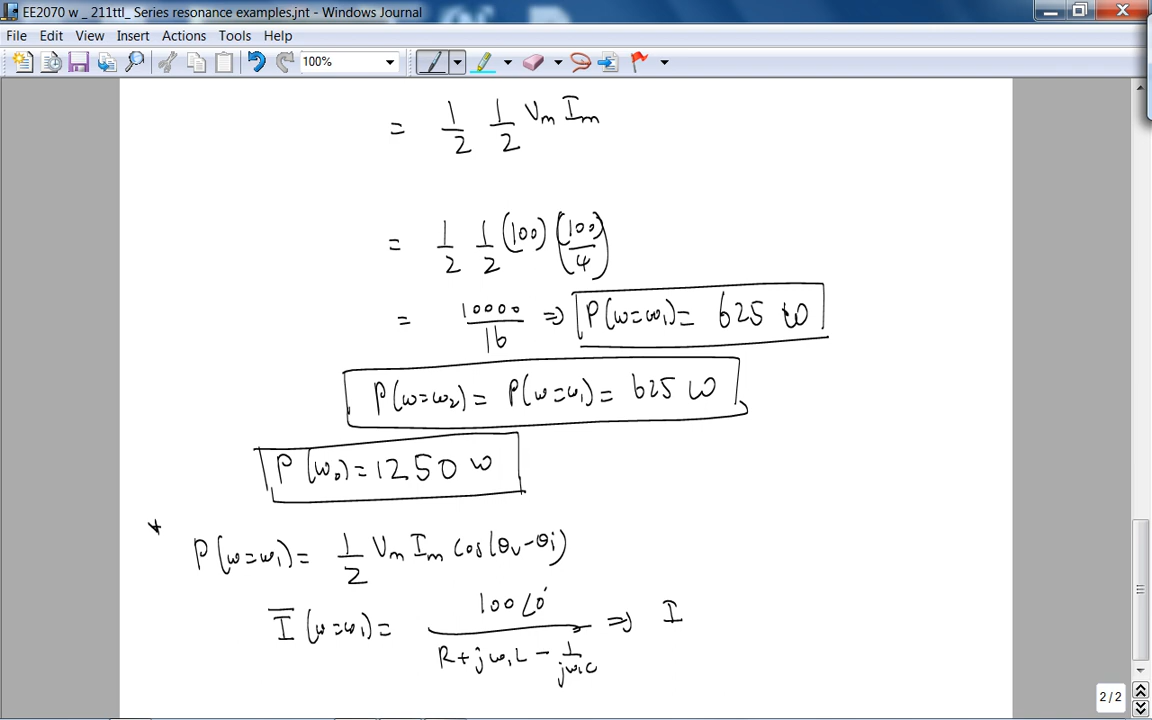 EE2070 w _ 211ttl_ Series resonance examples.jnt - Windows Journal
File Edit View Insert Actions Tools Help
100%
= 1/2 1/2 Vm Im
= 1/2 1/2 (100) (100/4)
= 10000/16 ⇒ P(ω=ω1) = 625 W
P(ω=ω2) = P(ω=ω1) = 625 W
P(ω0) = 1250 W
* P(ω=ω1) = 1/2 Vm Im Cos(θv-θi)
I̅ (ω=ω1) = 100∠0° / (R+jω1L - 1/jω1C) ⇒ I
2 / 2